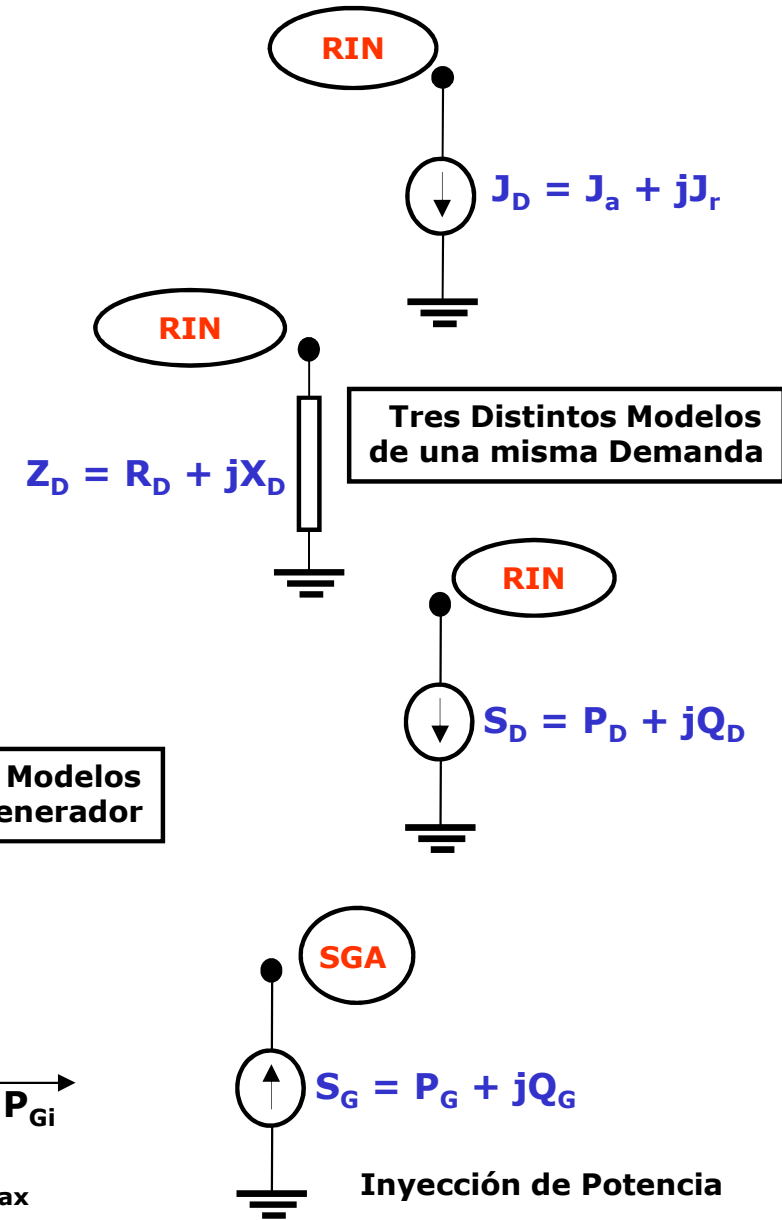 RIN
J_D = J_a + jJ_r
RIN
Tres Distintos Modelos
de una misma Demanda
Z_D = R_D + jX_D
RIN
S_D = P_D + jQ_D
Modelos
enerador
SGA
S_G = P_G + jQ_G
P_Gi
Inyección de Potencia
ax